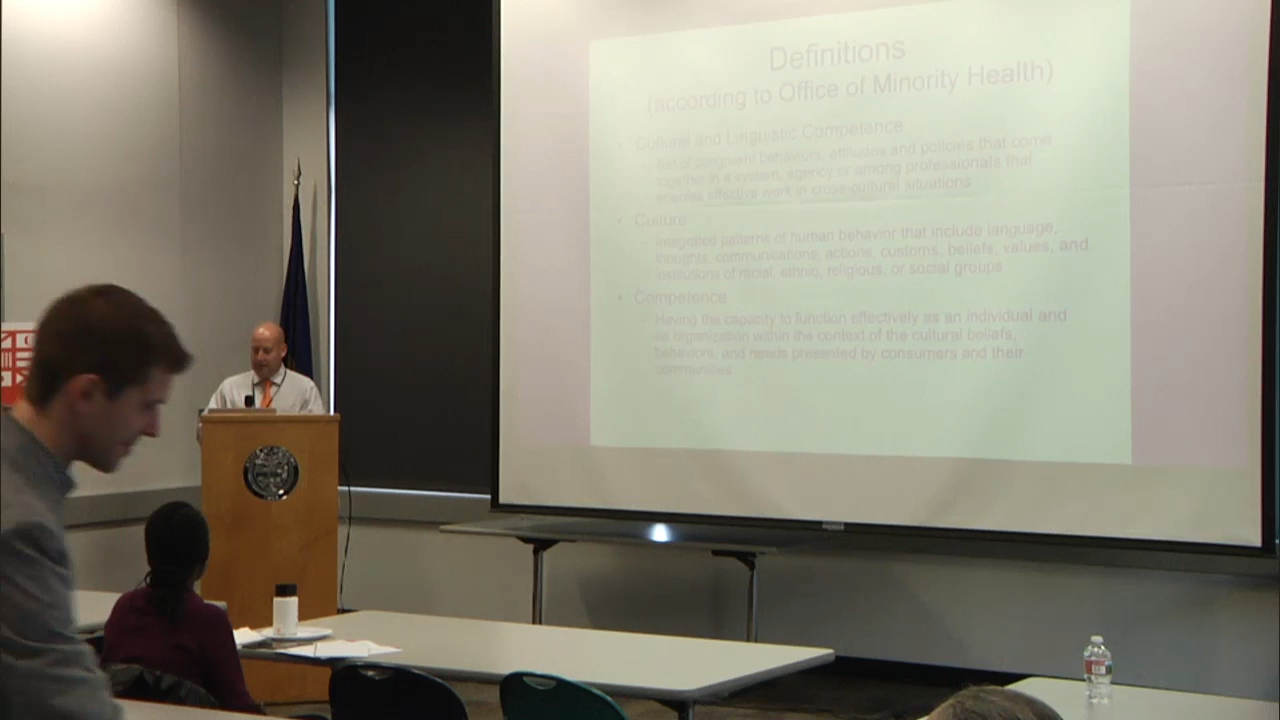 Definitions
(according to Office of Minority Health)
• Cultural and Linguistic Competence
– Set of congruent behaviors, attitudes and policies that come
together in a system, agency or among professionals that
enables effective work in cross-cultural situations
• Culture
– Integrated patterns of human behavior that include language,
thoughts, communications, actions, customs, beliefs, values, and
institutions of racial, ethnic, religious, or social groups
• Competence
– Having the capacity to function effectively as an individual and
an organization within the context of the cultural beliefs,
behaviors, and needs presented by consumers and their
communities